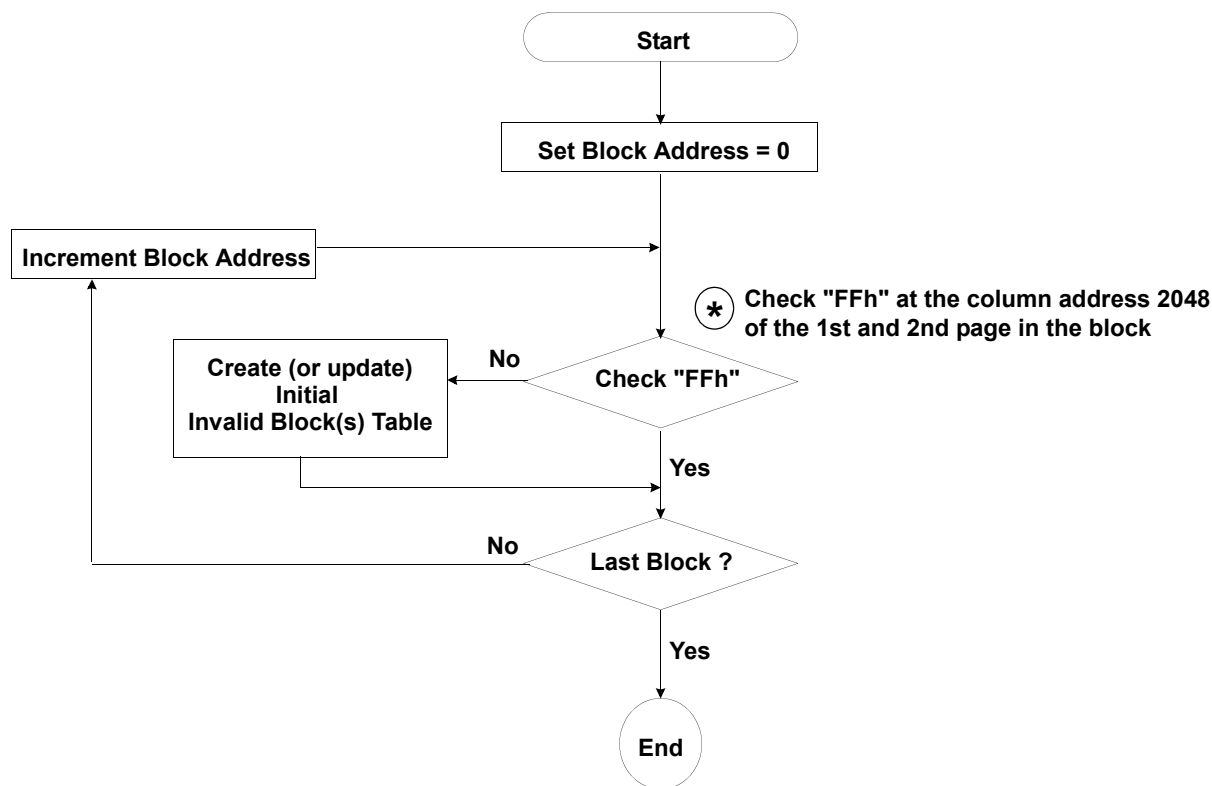 Start
Set Block Address = 0
Increment Block Address
* Check "FFh" at the column address 2048
of the 1st and 2nd page in the block
No
Create (or update)
Initial
Invalid Block(s) Table
Check "FFh"
Yes
No
Last Block ?
Yes
End